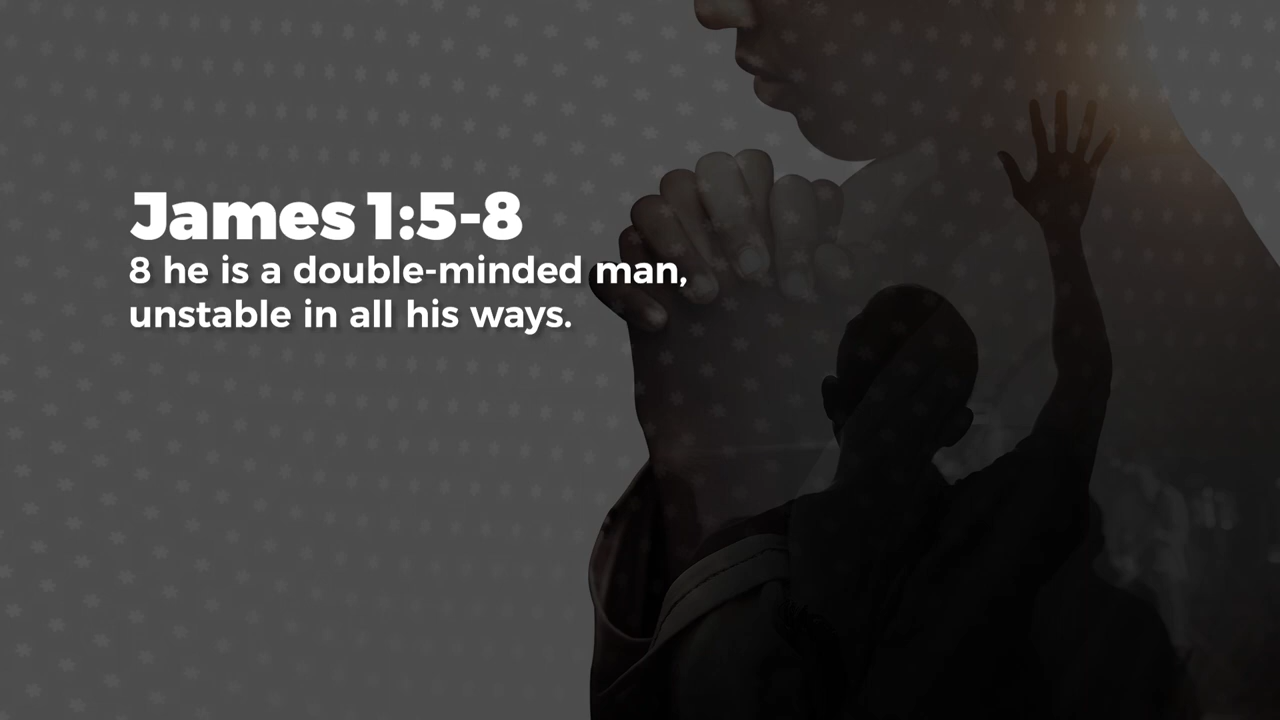 James 1:5-8
8 he is a double-minded man,
unstable in all his ways.